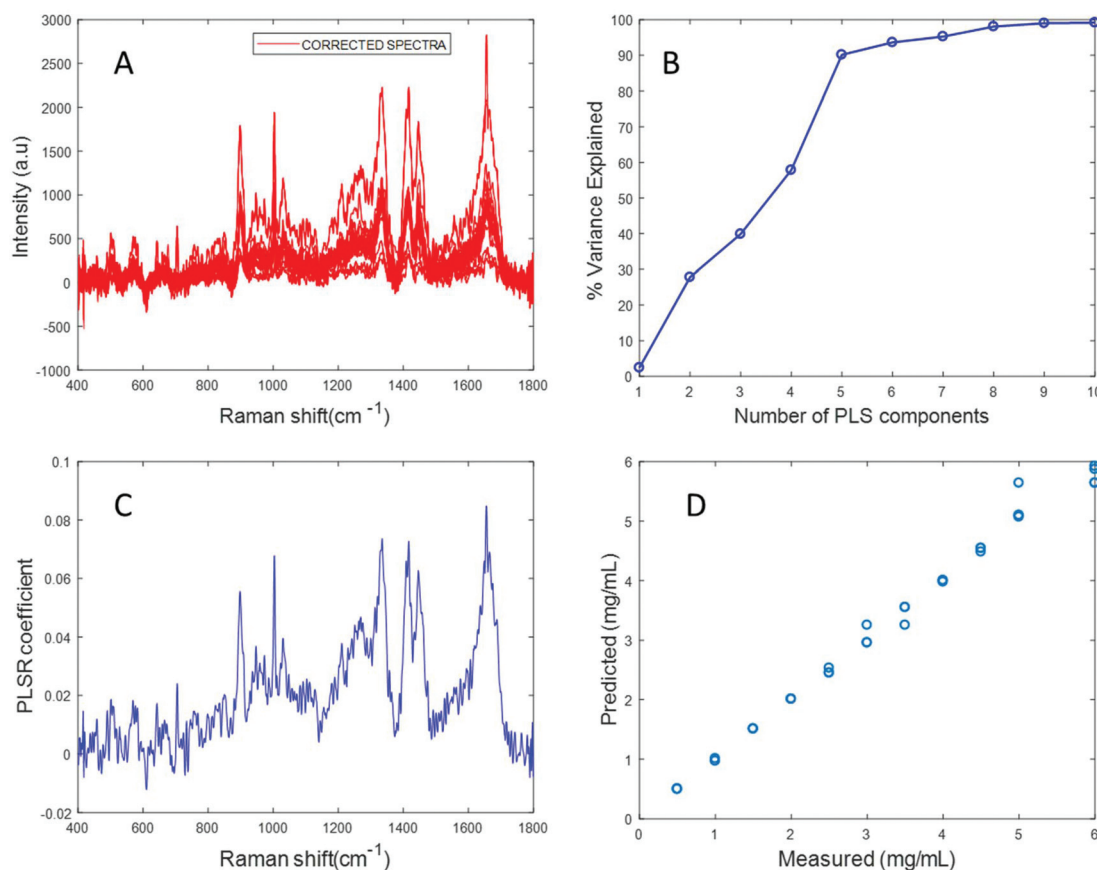 A
CORRECTED SPECTRA
3000
2500
2000
1500
1000
500
0
-500
-1000
400 600 800 1000 1200 1400 1600 1800
Intensity (a.u)
Raman shift(cm -1)
B
100
90
80
70
60
50
40
30
20
10
0
1 2 3 4 5 6 7 8 9 10
% Variance Explained
Number of PLS components
C
0.1
0.08
0.06
0.04
0.02
0
-0.02
400 600 800 1000 1200 1400 1600 1800
PLSR coefficient
Raman shift(cm-1)
D
6
5
4
3
2
1
0
0 1 2 3 4 5 6
Predicted (mg/mL)
Measured (mg/mL)